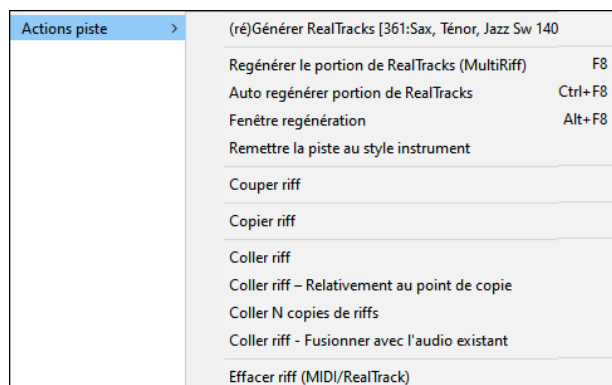 Actions piste >
(ré)Générer RealTracks [361:Sax, Ténor, Jazz Sw 140
Regénérer le portion de RealTracks (MultiRiff) F8
Auto regénérer portion de RealTracks Ctrl+F8
Fenêtre regénération Alt+F8
Remettre la piste au style instrument
Couper riff
Copier riff
Coller riff
Coller riff – Relativement au point de copie
Coller N copies de riffs
Coller riff - Fusionner avec l'audio existant
Effacer riff (MIDI/RealTrack)